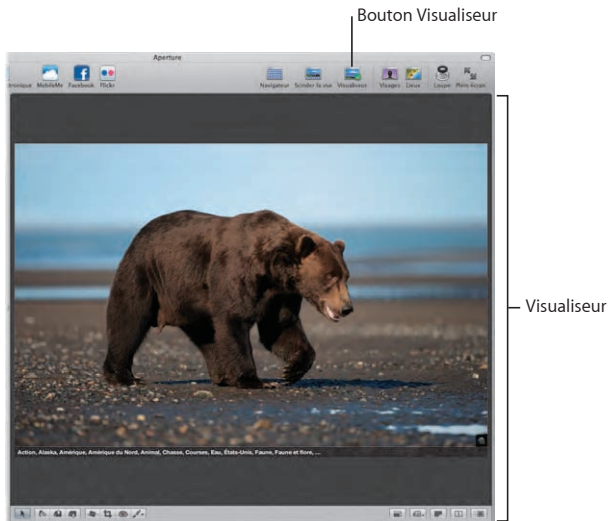 Bouton Visualiseur
Aperture
ronique MobileMe Facebook Flickr Navigateur Scinder la vue Visualiseur Visages Lieux Loupe Plein écran
Visualiseur
Action, Alaska, Amérique, Amérique du Nord, Animal, Chasse, Courses, Eau, États-Unis, Faune, Faune et flore, ...